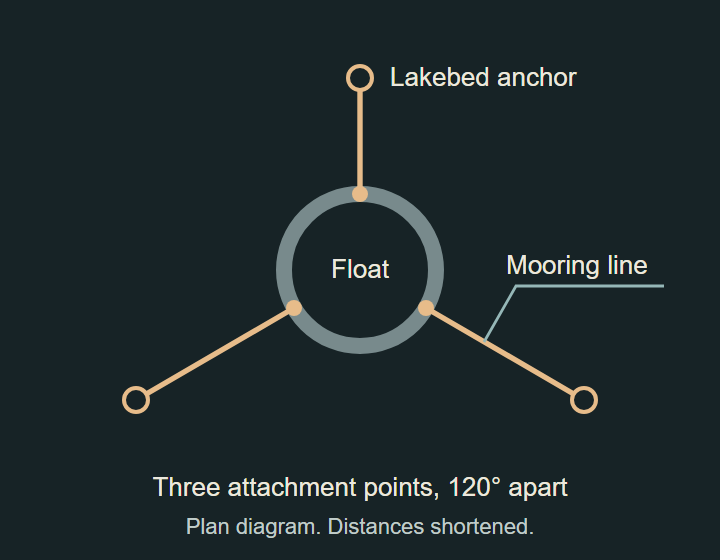 Lakebed anchor
Float
Mooring line
Three attachment points, 120° apart
Plan diagram. Distances shortened.